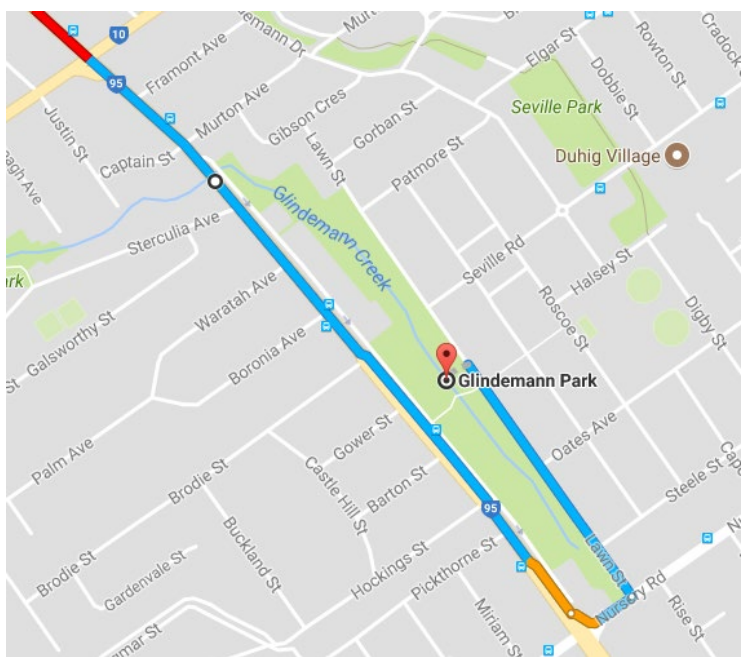 10
Framont Ave
Murton Ave
Elgar St
Rowton St
Dobbie St
Seville Park
Duhig Village
95
Justin St
Captain St
Gibson Cres
Lawn St
Gorban St
Patmore St
Glindemann Creek
Sterculia Ave
Seville Rd
Halsey St
Roscoe St
Digby St
Waratah Ave
Galsworthy St
Boronia Ave
Glindemann Park
Palm Ave
Gower St
Oates Ave
Brodie St
Castle Hill St
Barton St
Steele St
95
Buckland St
Hockings St
Pickthorne St
Lawn St
Nursery Rd
Brodie St
Gardenvale St
Miriam St
Rise St